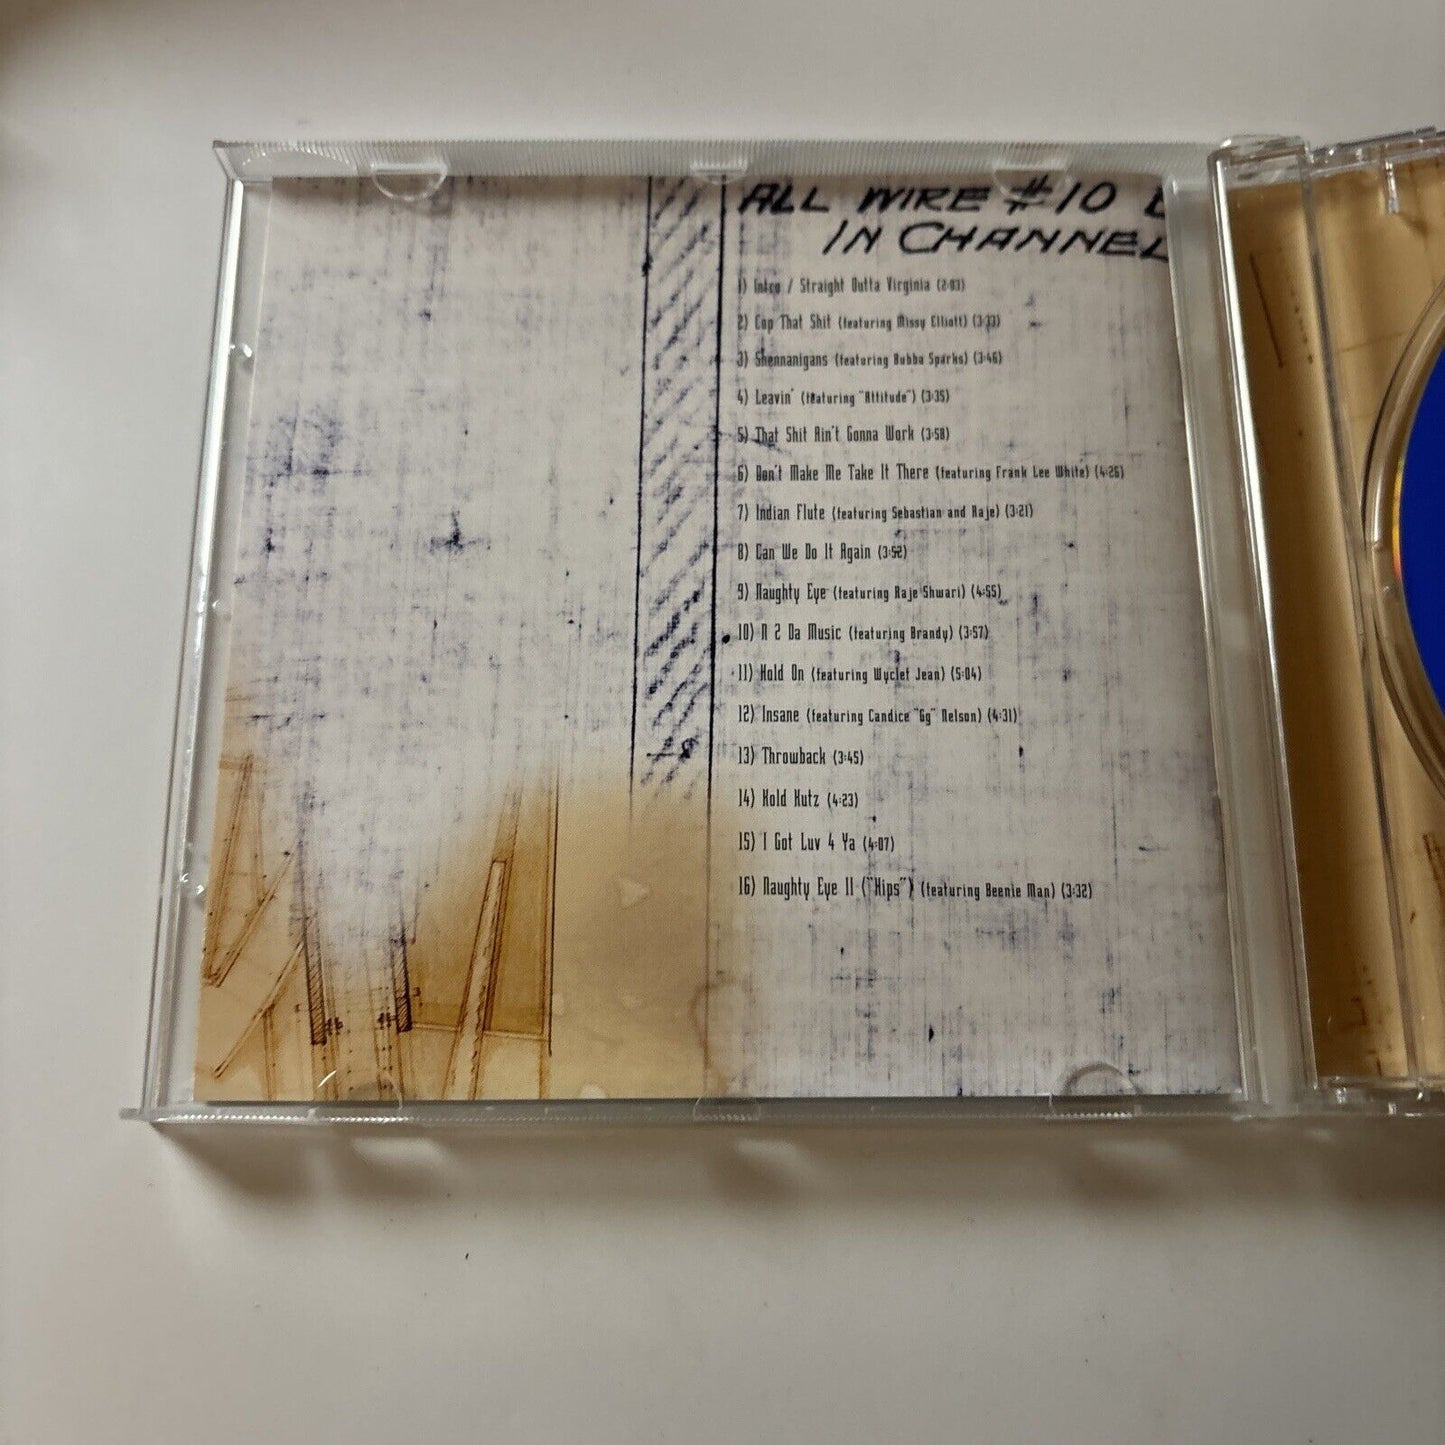 ALL WIRE #10
IN CHANNEL
1) Intro / Straight Outta Virginia (2:03)
2) Cop That Shit (featuring Missy Elliott) (3:33)
3) Shennanigans (featuring Bubba Sparks) (3:46)
4) Leavin' (featuring "Attitude") (3:35)
5) That Shit Ain't Gonna Work (3:58)
6) Don't Make Me Take It There (featuring Frank Lee White) (4:26)
7) Indian Flute (featuring Sebastian and Raje) (3:21)
8) Can We Do It Again (3:52)
9) Naughty Eye (featuring Raje Shwari) (4:55)
10) N 2 Da Music (featuring Brandy) (3:57)
11) Hold On (featuring Wyclef Jean) (5:04)
12) Insane (featuring Candice "Gg" Nelson) (4:31)
13) Throwback (3:45)
14) Kold Kutz (4:23)
15) I Got Luv 4 Ya (4:07)
16) Naughty Eye II ("Hips") (featuring Beenie Man) (3:32)